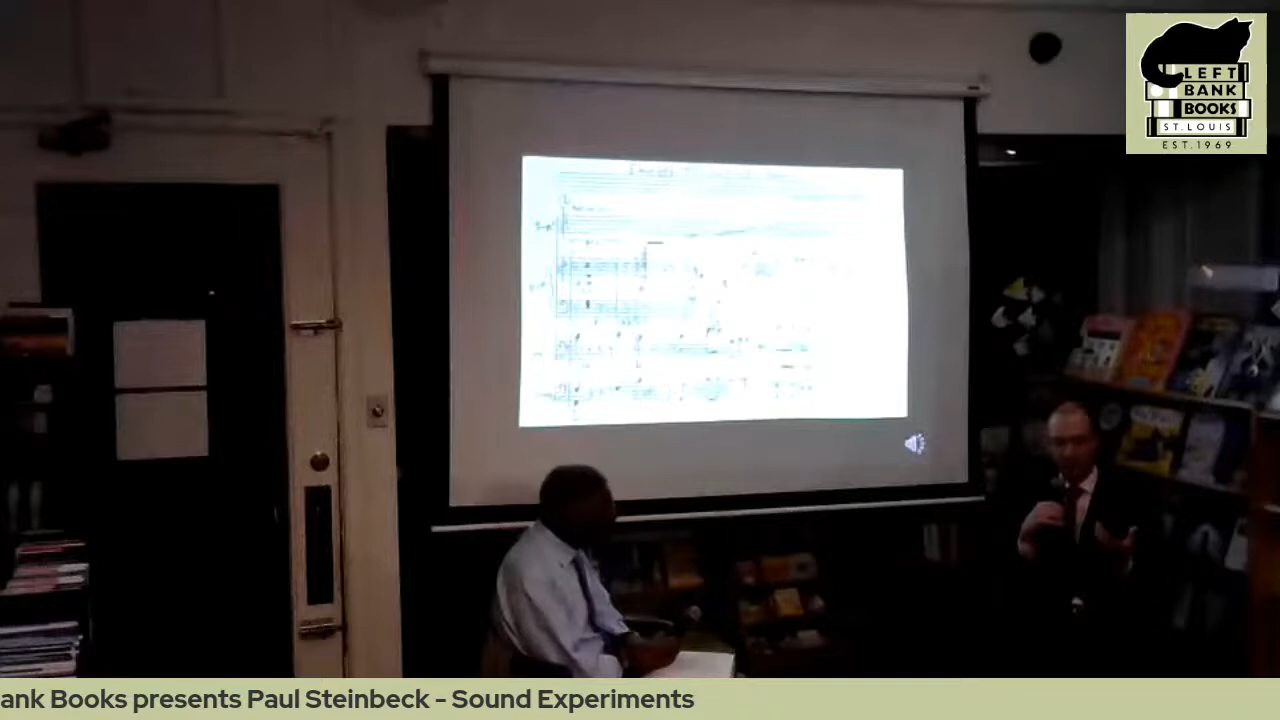 LEFT
BANK
BOOKS
ST. LOUIS
EST. 1969
ank Books presents Paul Steinbeck - Sound Experiments